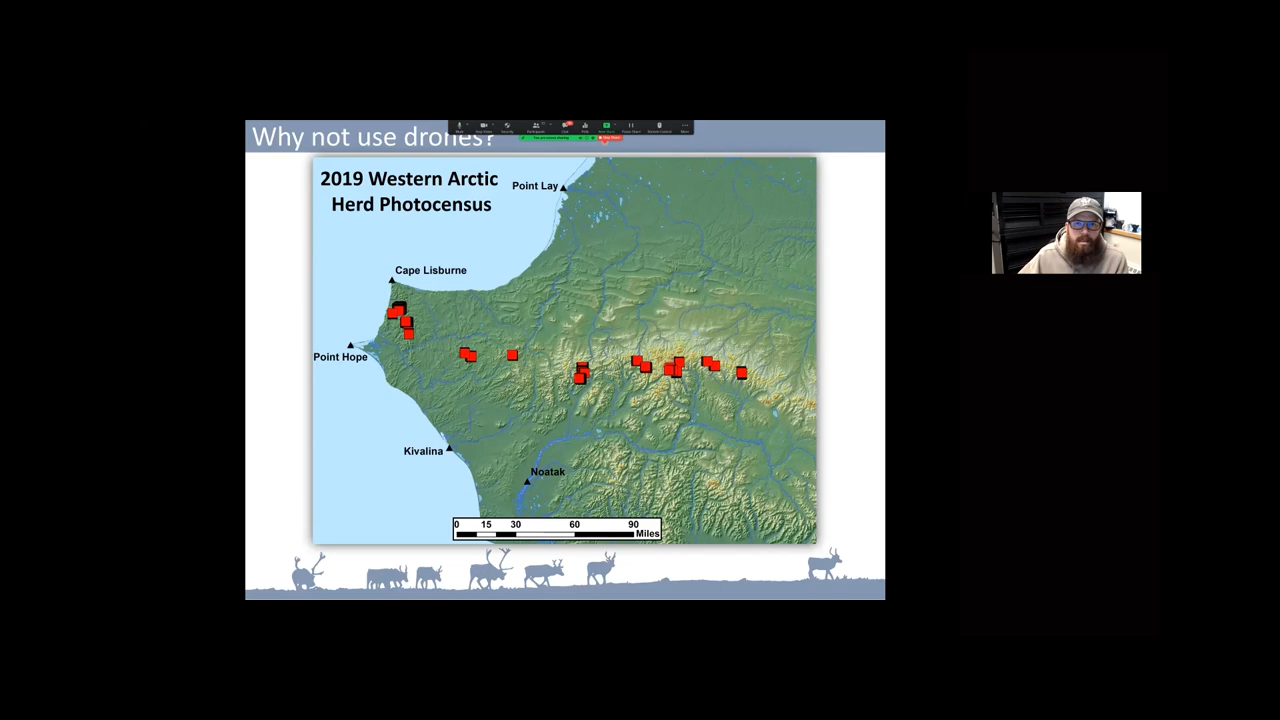 Why not use drones?
2019 Western Arctic
Herd Photocensus
Point Lay
Cape Lisburne
Point Hope
Kivalina
Noatak
0 15 30 60 90
Miles